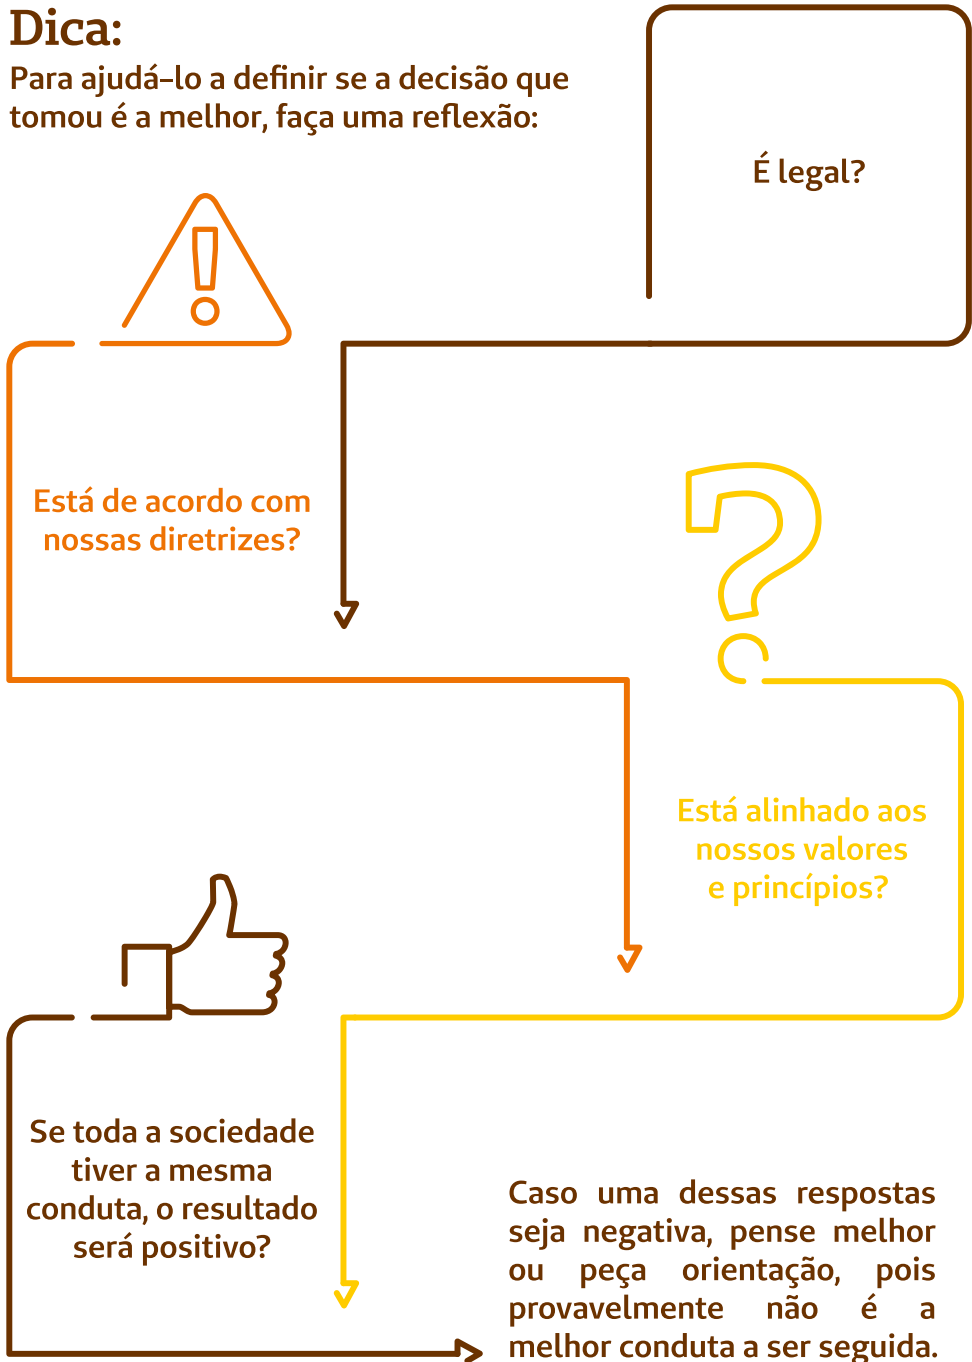 Dica:
Para ajudá-lo a definir se a decisão que
tomou é a melhor, faça uma reflexão:
É legal?
Está de acordo com
nossas diretrizes?
Está alinhado aos
nossos valores
e princípios?
Se toda a sociedade
tiver a mesma
conduta, o resultado
será positivo?
Caso uma dessas respostas
seja negativa, pense melhor
ou peça orientação, pois
provavelmente não é a
melhor conduta a ser seguida.